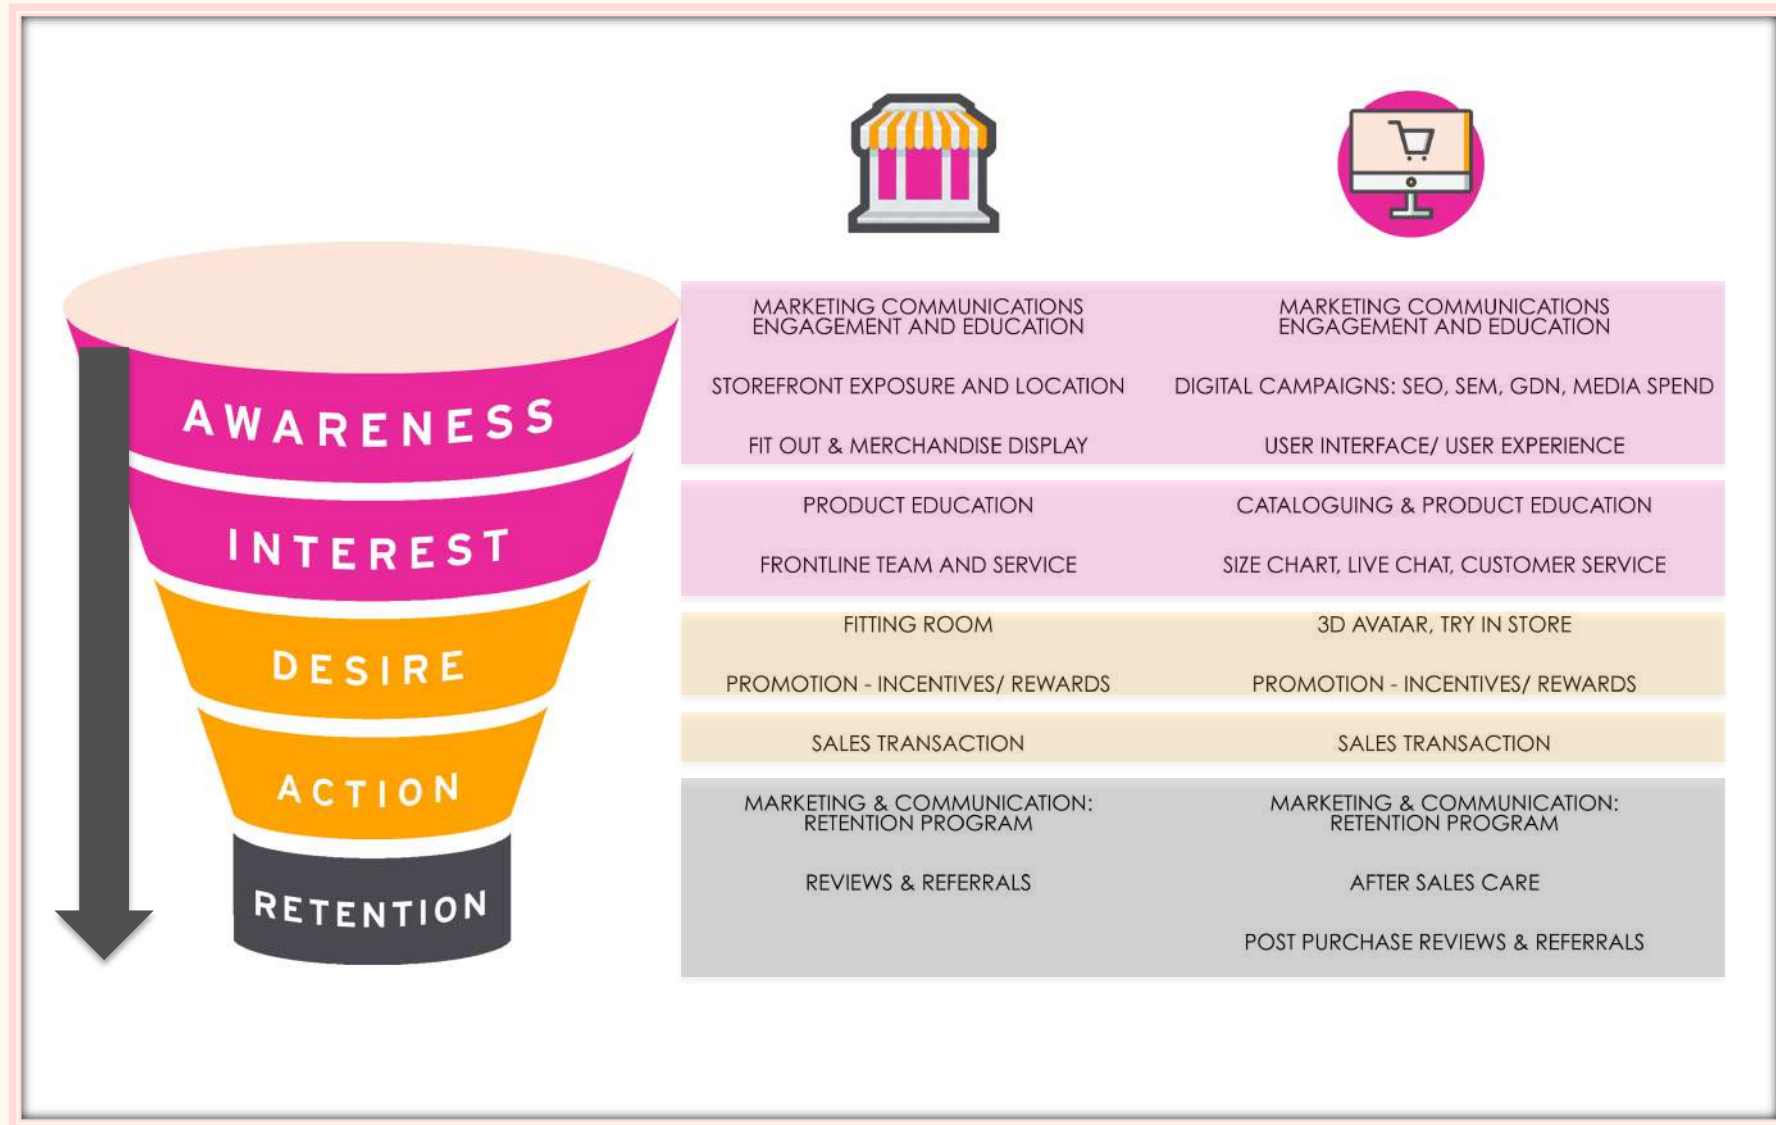 AWARENESS
INTEREST
DESIRE
ACTION
RETENTION
MARKETING COMMUNICATIONS
ENGAGEMENT AND EDUCATION
STOREFRONT EXPOSURE AND LOCATION
FIT OUT & MERCHANDISE DISPLAY
PRODUCT EDUCATION
FRONTLINE TEAM AND SERVICE
FITTING ROOM
PROMOTION - INCENTIVES/ REWARDS
SALES TRANSACTION
MARKETING & COMMUNICATION:
RETENTION PROGRAM
REVIEWS & REFERRALS
MARKETING COMMUNICATIONS
ENGAGEMENT AND EDUCATION
DIGITAL CAMPAIGNS: SEO, SEM, GDN, MEDIA SPEND
USER INTERFACE/ USER EXPERIENCE
CATALOGUING & PRODUCT EDUCATION
SIZE CHART, LIVE CHAT, CUSTOMER SERVICE
3D AVATAR, TRY IN STORE
PROMOTION - INCENTIVES/ REWARDS
SALES TRANSACTION
MARKETING & COMMUNICATION:
RETENTION PROGRAM
AFTER SALES CARE
POST PURCHASE REVIEWS & REFERRALS